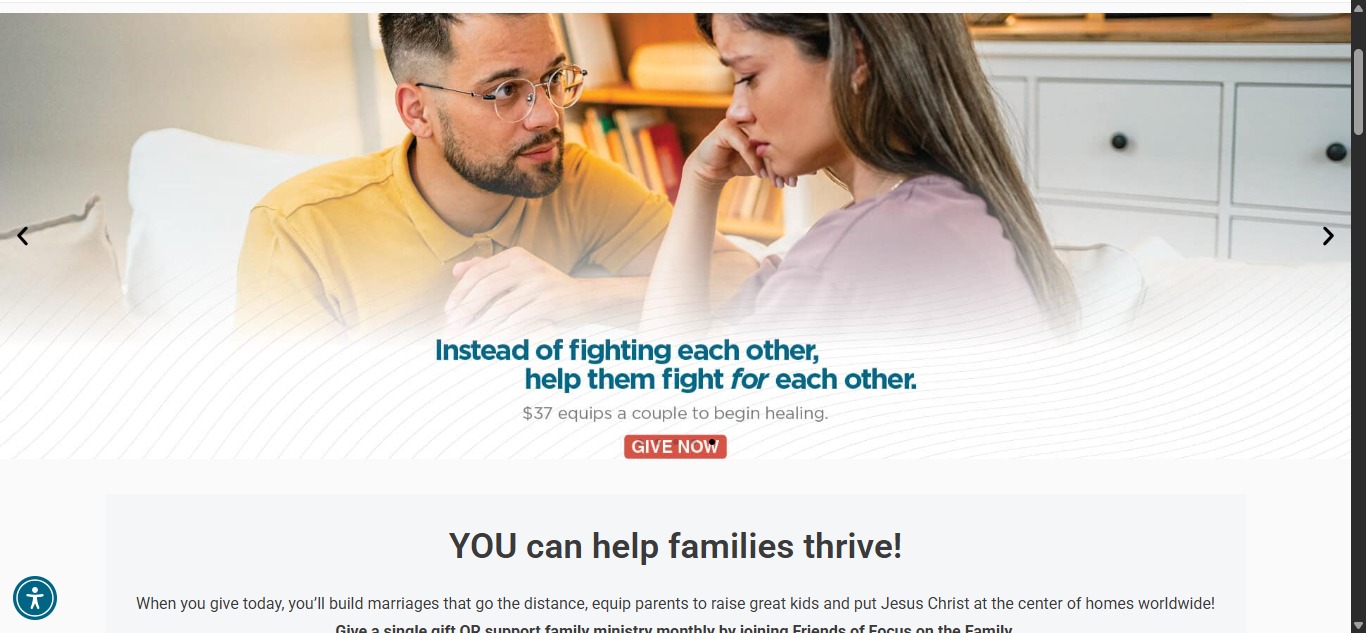 Instead of fighting each other,
help them fight for each other.
$37 equips a couple to begin healing.
GIVE NOW
YOU can help families thrive!
When you give today, you’ll build marriages that go the distance, equip parents to raise great kids and put Jesus Christ at the center of homes worldwide!
Give a single gift OR support family ministry monthly by joining Friends of Focus on the Family